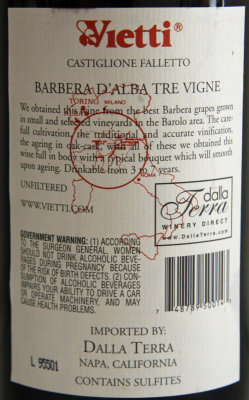 Vietti®
CASTIGLIONE FALLETTO
BARBERA D'ALBA TRE VIGNE
We obtained this wine from the best Barbera grapes grown
in small and selected vineyards in the Barolo area. The care-
ful cultivation, the traditional and accurate vinification,
the ageing in oak-cask were these we obtained this
wine full in body with typical bouquet which will smooth
upon ageing. Drinkable from 3 to years.
TORINO MILANO
ROMA
UNFILTERED
WWW.VIETTI.COM
dalla
Terra
WINERY DIRECT
www.DallaTerra.com
GOVERNMENT WARNING: (1) ACCORDING
TO THE SURGEON GENERAL, WOMEN
SHOULD NOT DRINK ALCOHOLIC BEVE-
RAGES DURING PREGNANCY BECAUSE
OF THE RISK OF BIRTH DEFECTS. (2) CON-
SUMPTION OF ALCOHOLIC BEVERAGES
IMPAIRS YOUR ABILITY TO DRIVE A CAR
OR OPERATE MACHINERY, AND MAY
CAUSE HEALTH PROBLEMS.
L 95501
IMPORTED BY:
DALLA TERRA
NAPA, CALIFORNIA
CONTAINS SULFITES